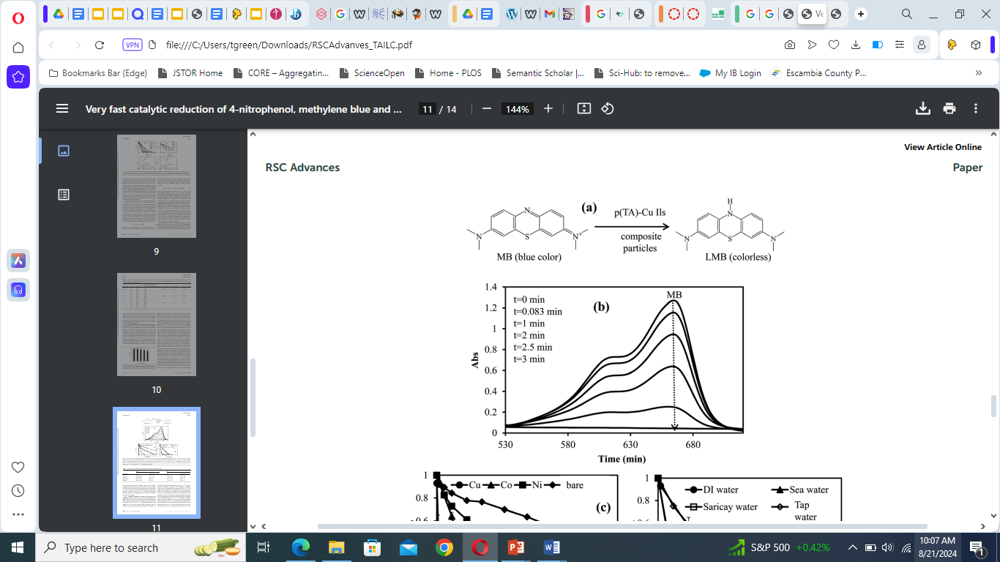 Ve
VPN
file:///C:/Users/tgreen/Downloads/RSCAdvanves_TAILC.pdf
Bookmarks Bar (Edge)
JSTOR Home
CORE – Aggregatin...
ScienceOpen
Home - PLOS
Semantic Scholar |...
Sci-Hub: to remove...
My IB Login
Escambia County P...
»
Very fast catalytic reduction of 4-nitrophenol, methylene blue and ...
11 / 14
144%
9
10
11
View Article Online
RSC Advances
Paper
(a)
N
S
N
N+
MB (blue color)
p(TA)-Cu Ils
composite
particles
H
N
S
N
N
LMB (colorless)
1.4
1.2
1
0.8
0.6
0.4
0.2
0
Abs
t=0 min
t=0.083 min
t=1 min
t=2 min
t=2.5 min
t=3 min
(b)
MB
530
580
630
680
Time (min)
1
0.8
0.6
Cu
Co
Ni
bare
(c)
1
0.8
DI water
Sea water
Saricay water
Tap
water
Type here to search
S&P 500 +0.42%
10:07 AM
8/21/2024
1